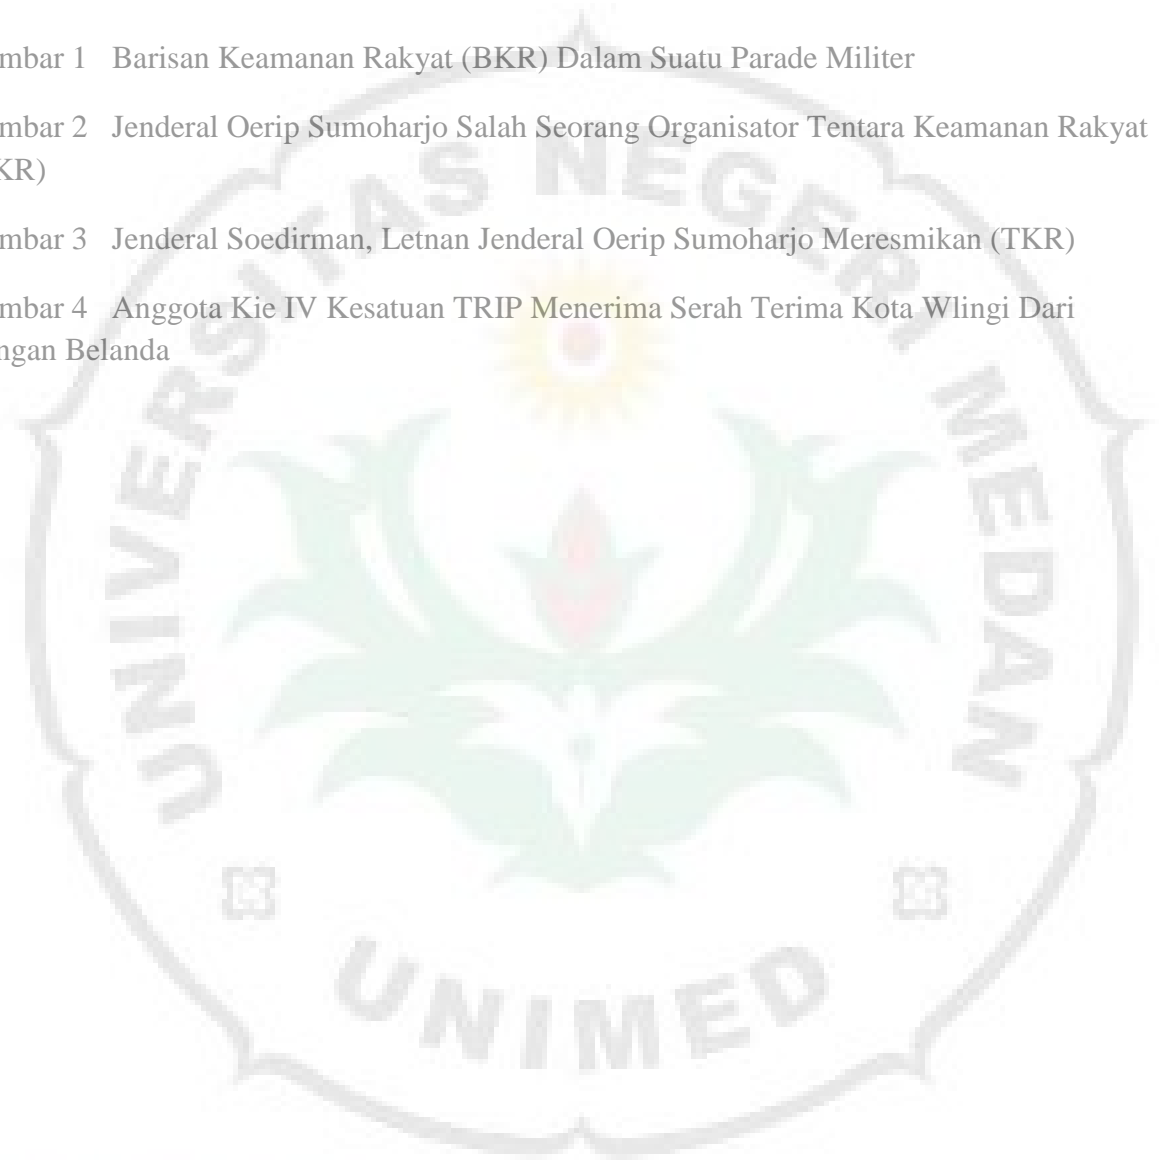 mbar 1 Barisan Keamanan Rakyat (BKR) Dalam Suatu Parade Militer
mbar 2 Jenderal Oerip Sumoharjo Salah Seorang Organisator Tentara Keamanan Rakyat
KR)
mbar 3 Jenderal Soedirman, Letnan Jenderal Oerip Sumoharjo Meresmikan (TKR)
mbar 4 Anggota Kie IV Kesatuan TRIP Menerima Serah Terima Kota Wlingi Dari
ngan Belanda
UNIVERSITAS NEGERI MEDAN
UNIMED